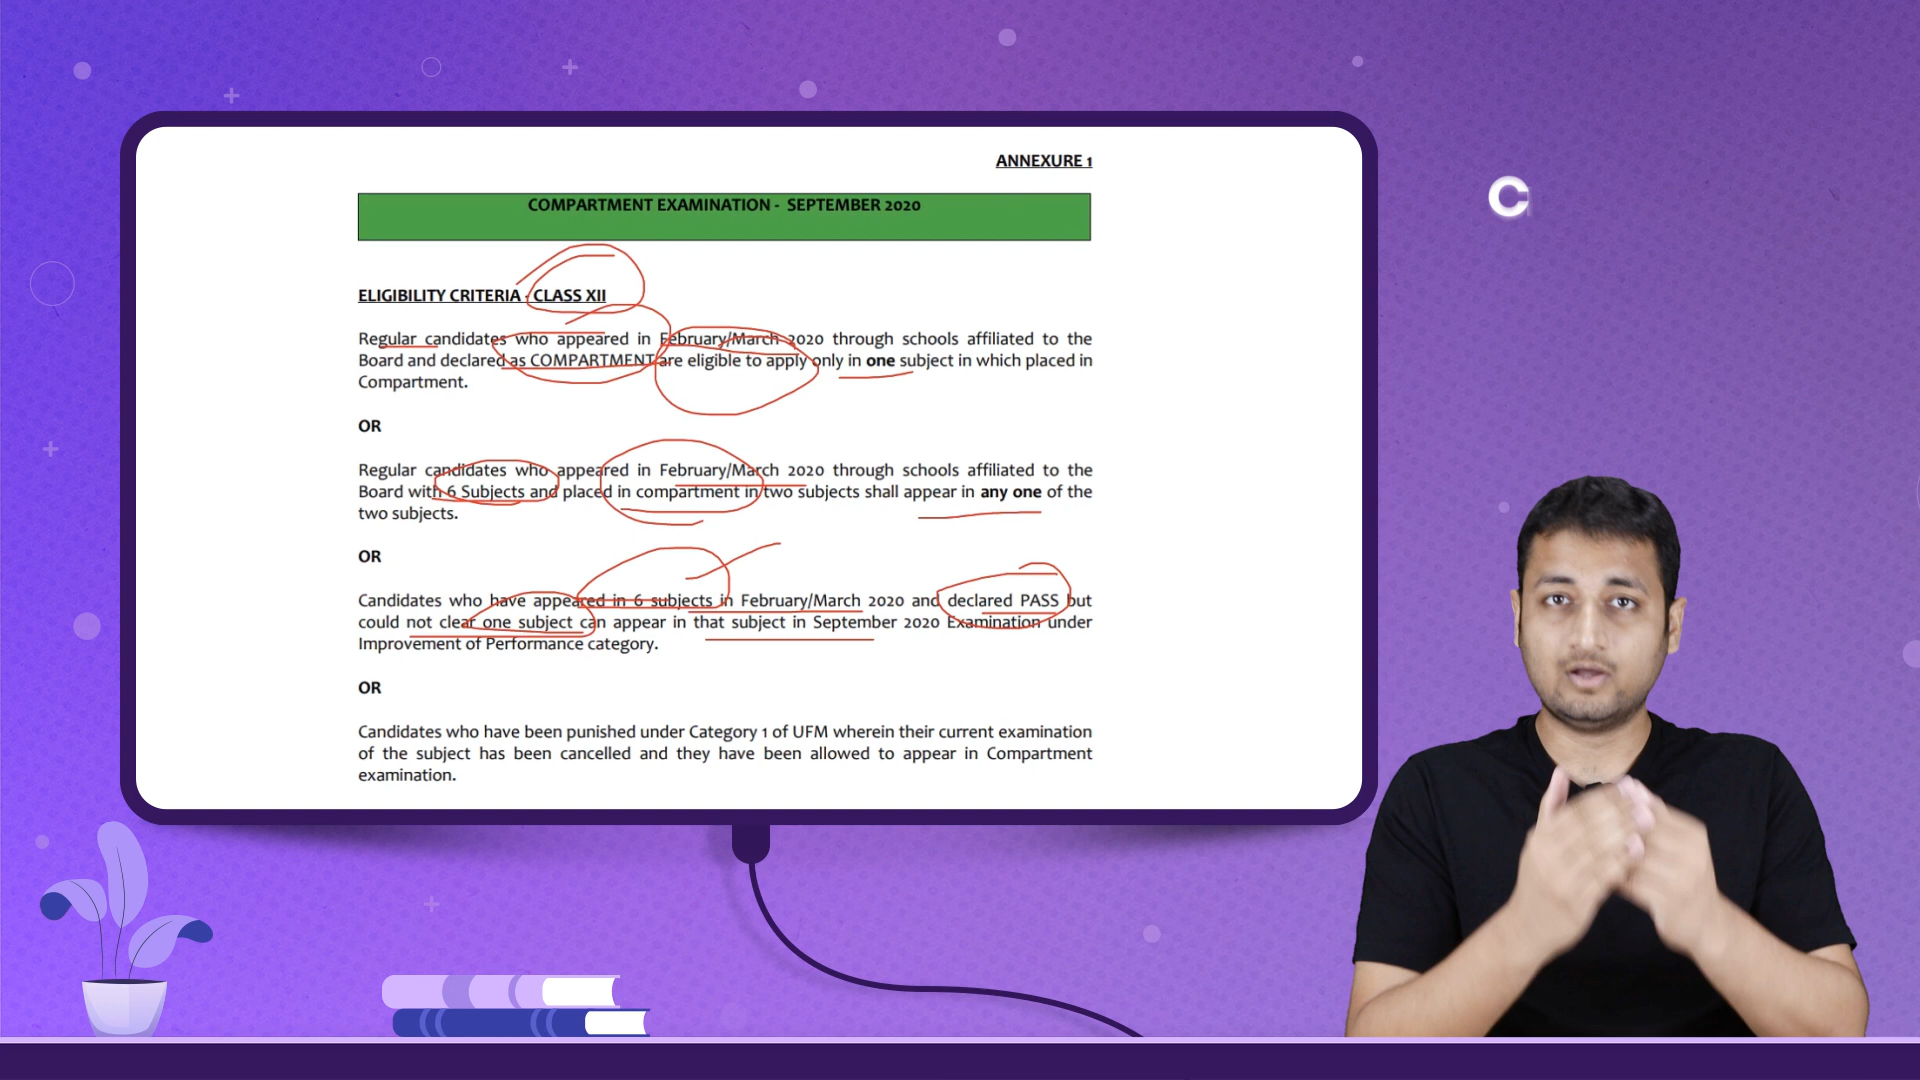 ANNEXURE 1
COMPARTMENT EXAMINATION - SEPTEMBER 2020
ELIGIBILITY CRITERIA - CLASS XII
Regular candidates who appeared in February/March 2020 through schools affiliated to the
Board and declared as COMPARTMENT are eligible to apply only in one subject in which placed in
Compartment.
OR
Regular candidates who appeared in February/March 2020 through schools affiliated to the
Board with 6 Subjects and placed in compartment in two subjects shall appear in any one of the
two subjects.
OR
Candidates who have appeared in 6 subjects in February/March 2020 and declared PASS but
could not clear one subject can appear in that subject in September 2020 Examination under
Improvement of Performance category.
OR
Candidates who have been punished under Category 1 of UFM wherein their current examination
of the subject has been cancelled and they have been allowed to appear in Compartment
examination.
C